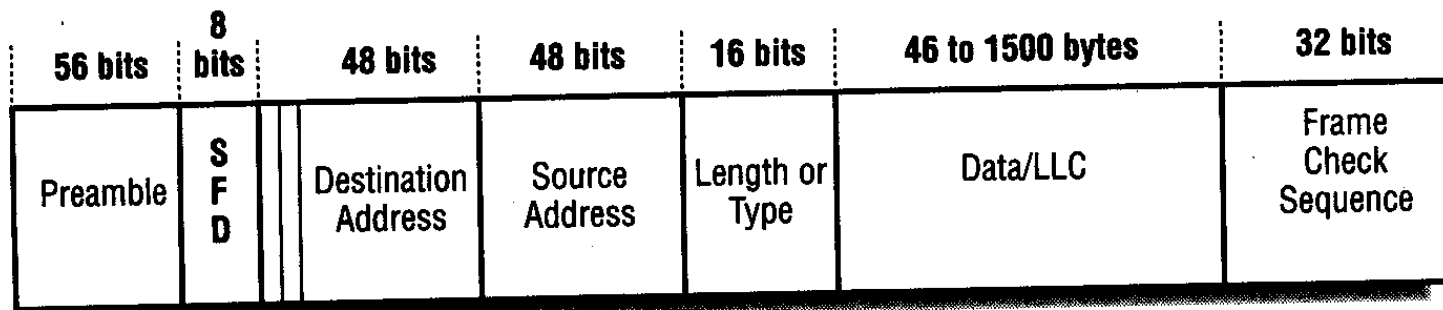 56 bits
8
bits
48 bits
48 bits
16 bits
46 to 1500 bytes
32 bits
Preamble
S
F
D
Destination
Address
Source
Address
Length or
Type
Data/LLC
Frame
Check
Sequence